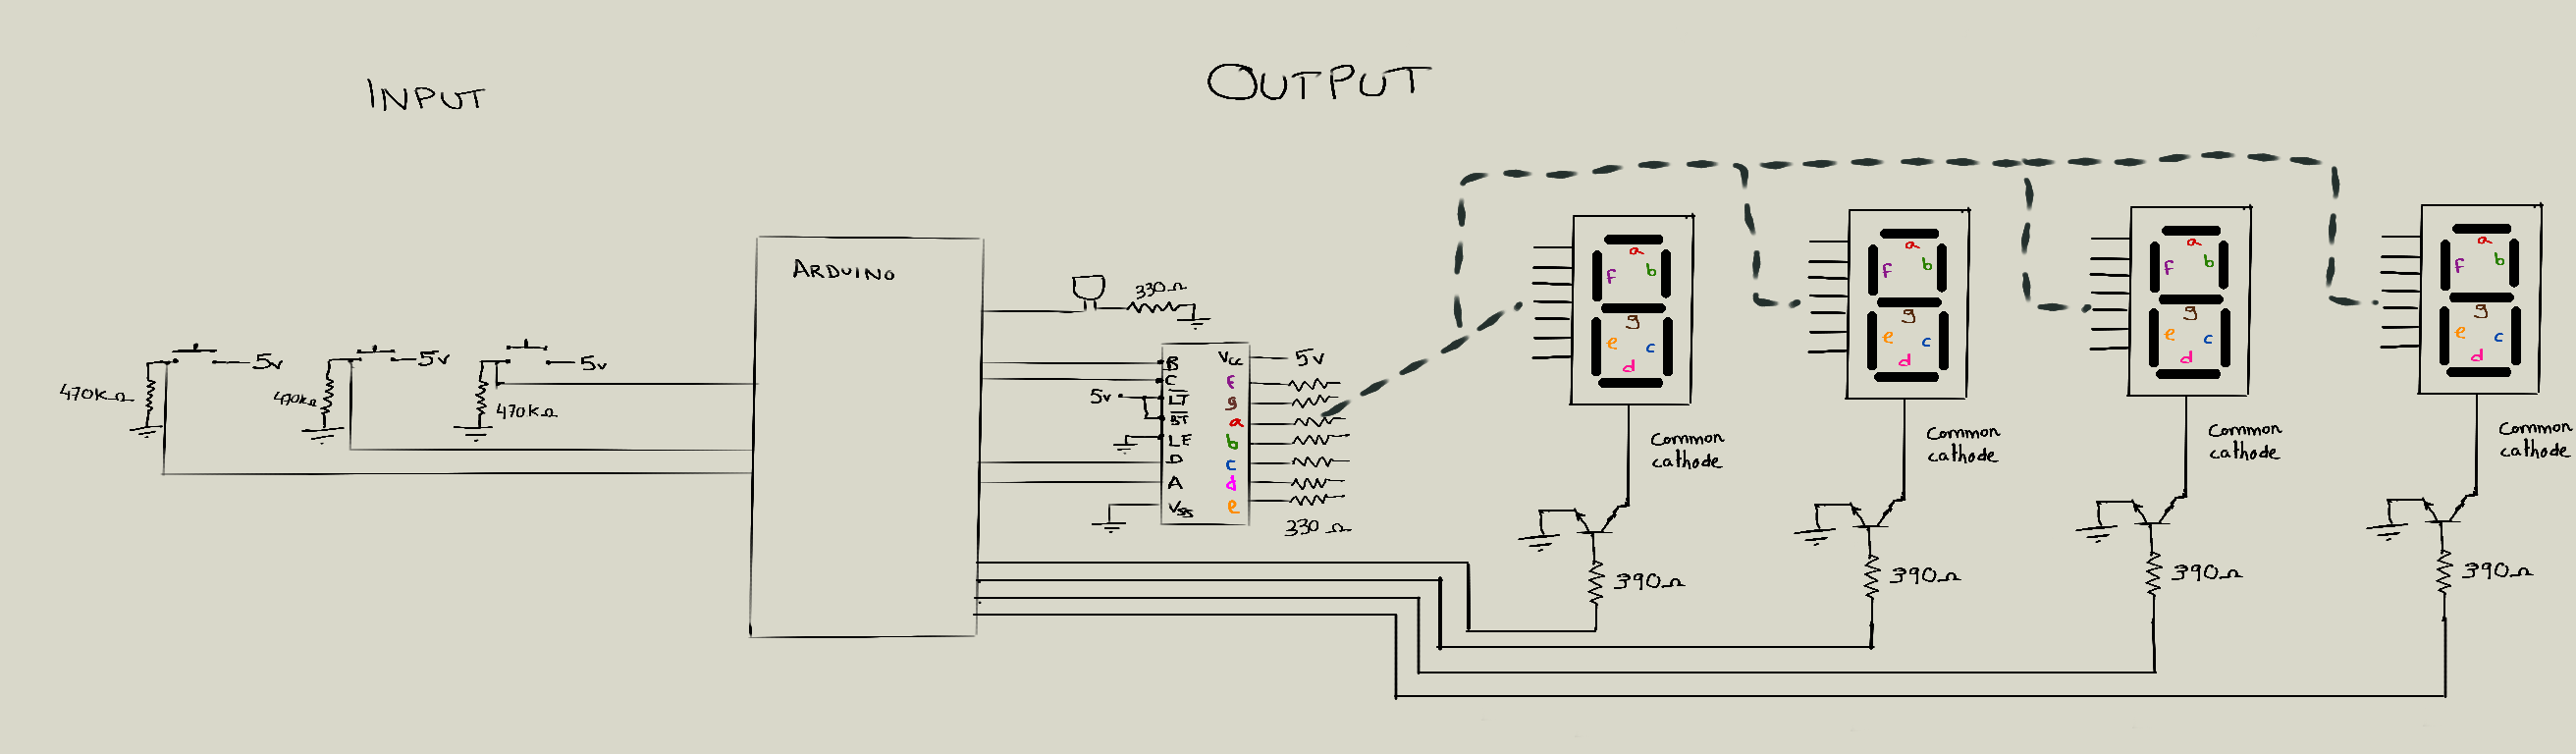 INPUT
OUTPUT
ARDUINO
5v
470KΩ
5v
470KΩ
5v
470KΩ
330Ω
B
C
LT
BT
LE
D
A
Vss
5v
Vcc
f
g
a
b
c
d
e
5v
330Ω
a
f
b
g
e
c
d
Common
cathode
390Ω
a
f
b
g
e
c
d
Common
cathode
390Ω
a
f
b
g
e
c
d
Common
cathode
390Ω
a
f
b
g
e
c
d
Common
cathode
390Ω